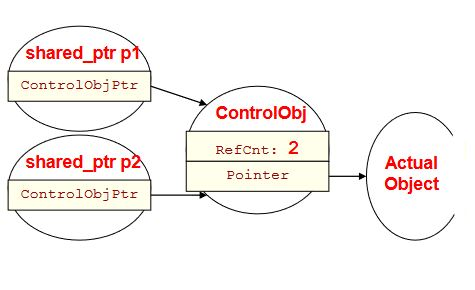 shared_ptr p1
ControlObjPtr
ControlObj
RefCnt: 2
Pointer
shared_ptr p2
ControlObjPtr
Actual
Object